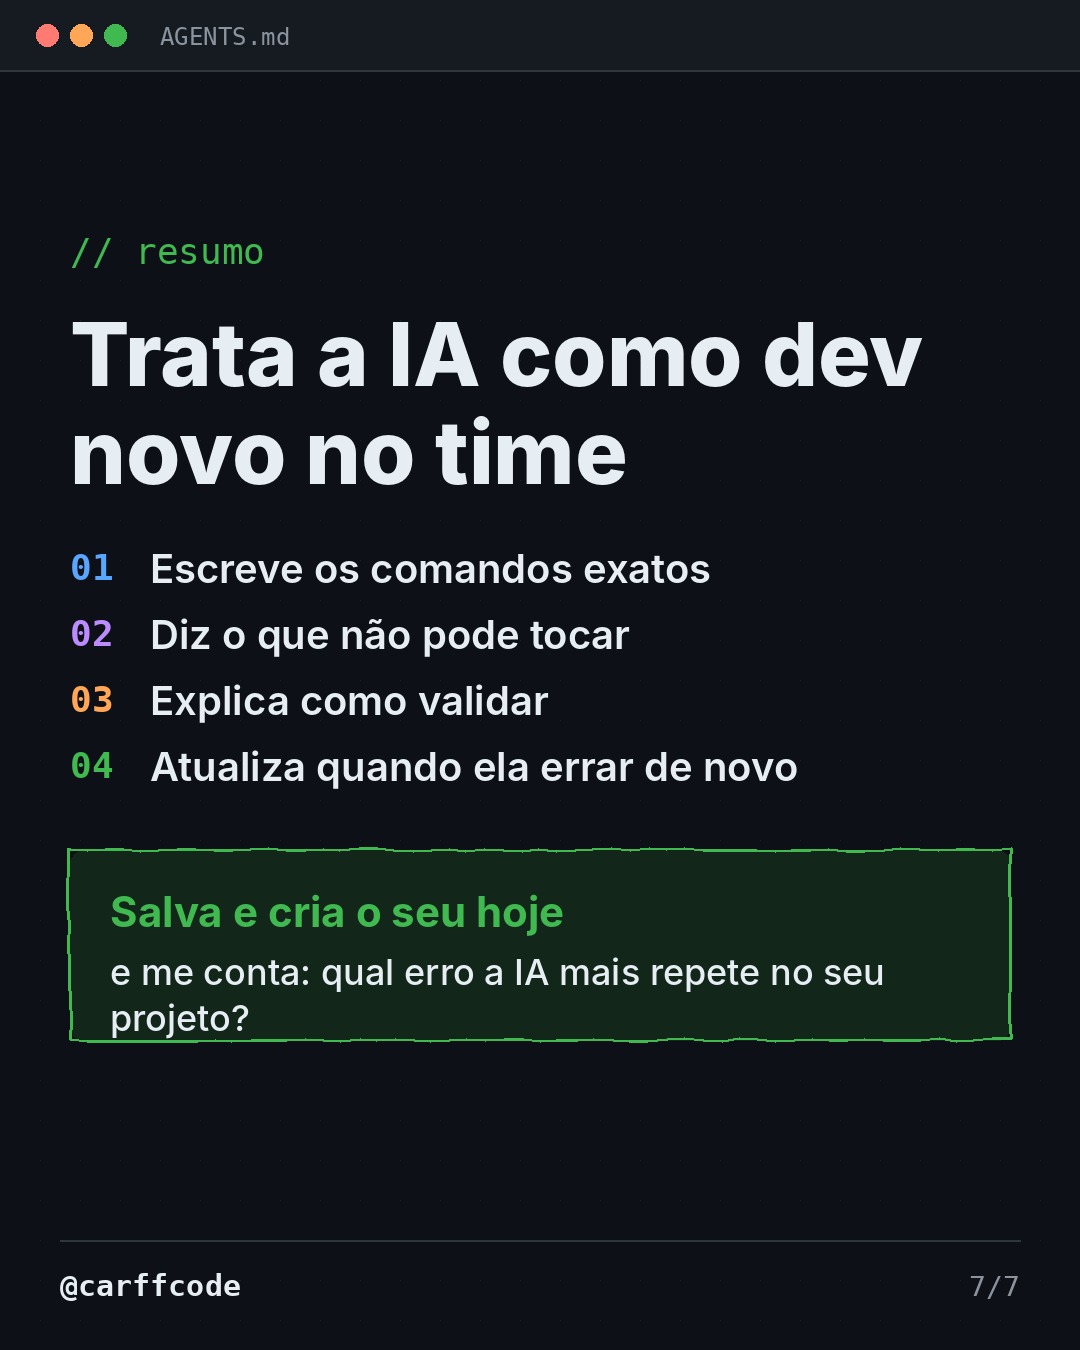 AGENTS.md
// resumo
Trata a IA como dev
novo no time
01 Escreve os comandos exatos
02 Diz o que não pode tocar
03 Explica como validar
04 Atualiza quando ela errar de novo
Salva e cria o seu hoje
e me conta: qual erro a IA mais repete no seu
projeto?
@carffcode
7/7